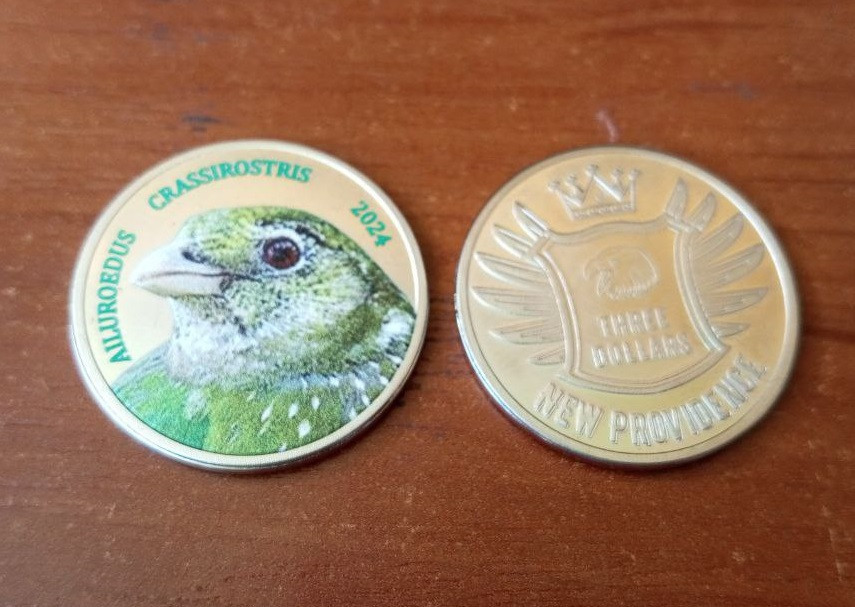 AILUROEDUS CRASSIROSTRIS 2024
THREE
DOLLARS
NEW PROVIDENCE